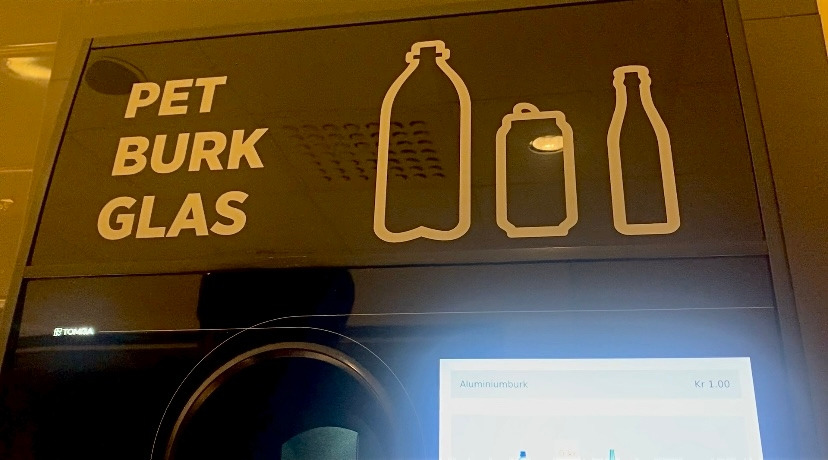 PET
BURK
GLAS
TOMRA
Aluminiumburk Kr 1.00